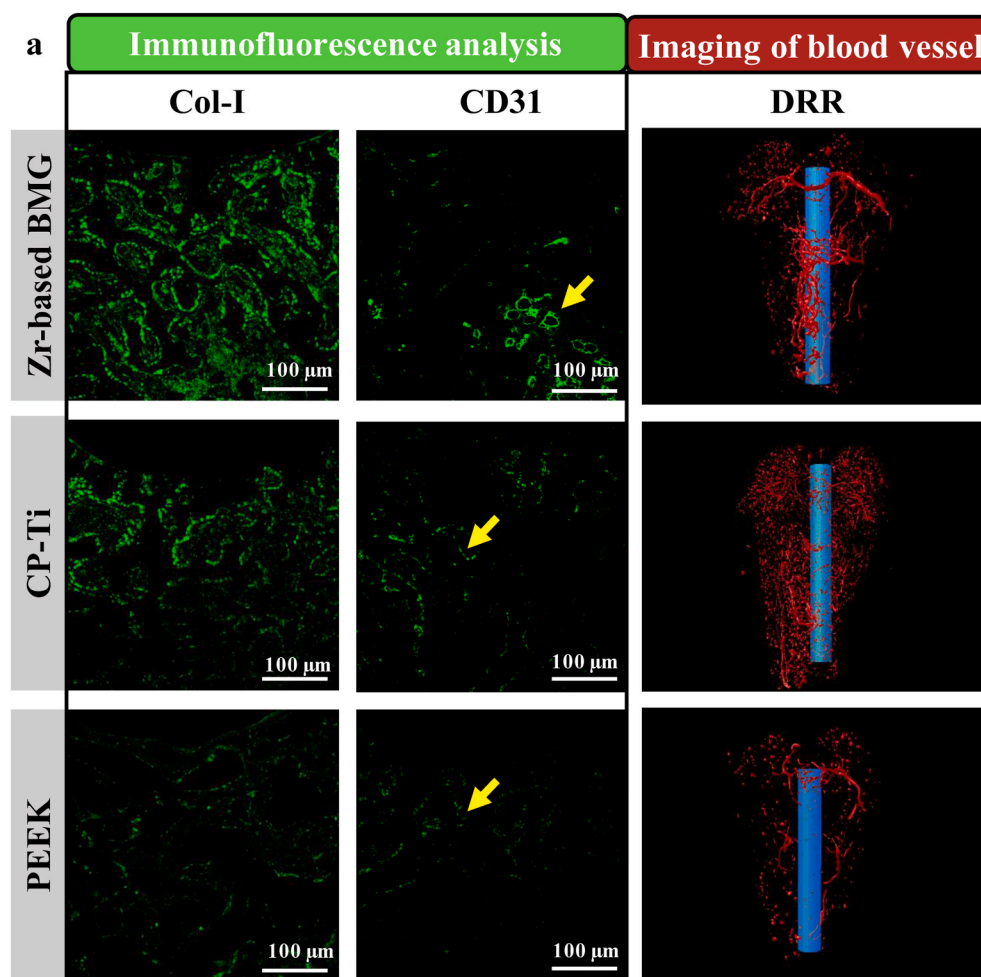 a
Immunofluorescence analysis
Imaging of blood vessel
Col-I
CD31
DRR
Zr-based BMG
100 μm
100 μm
CP-Ti
100 μm
100 μm
PEEK
100 μm
100 μm